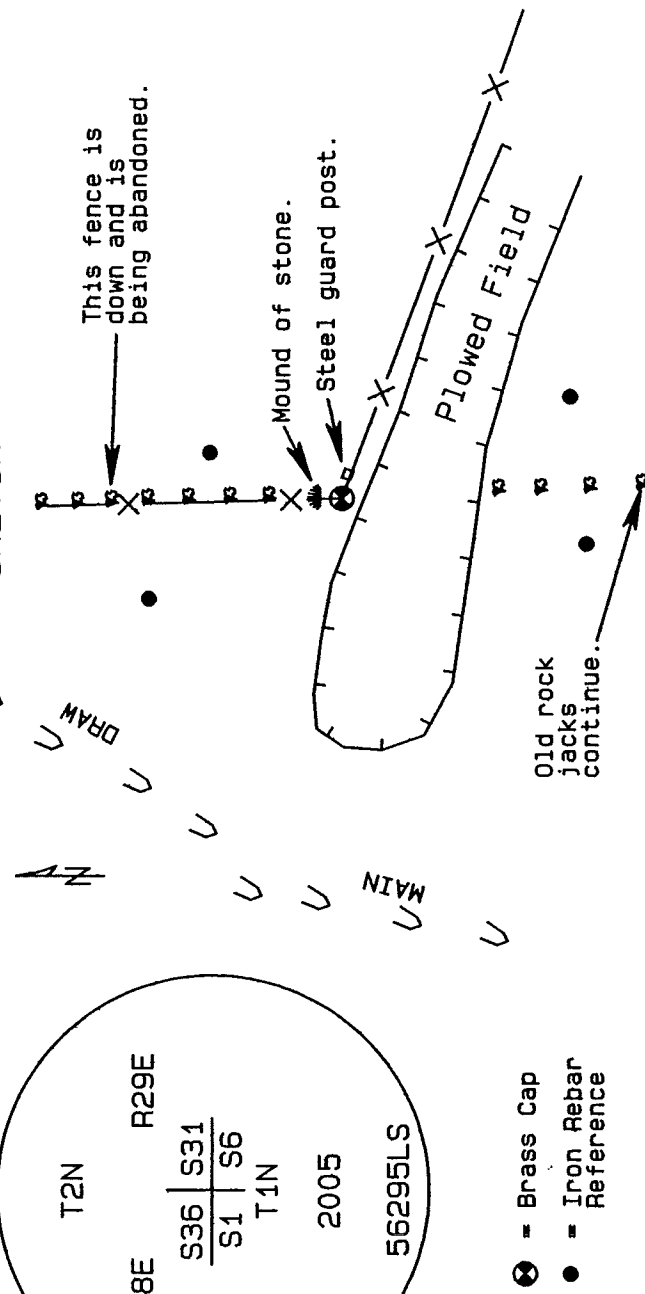 This fence is
down and is
being abandoned.
Mound of stone.
Steel guard post.
Plowed Field
Old rock
jacks
continue.
DRAW
MAIN
N
T2N
8E
R29E
S36 S31
S1 S6
T1N
2005
56295LS
= Brass Cap
= Iron Rebar
Reference